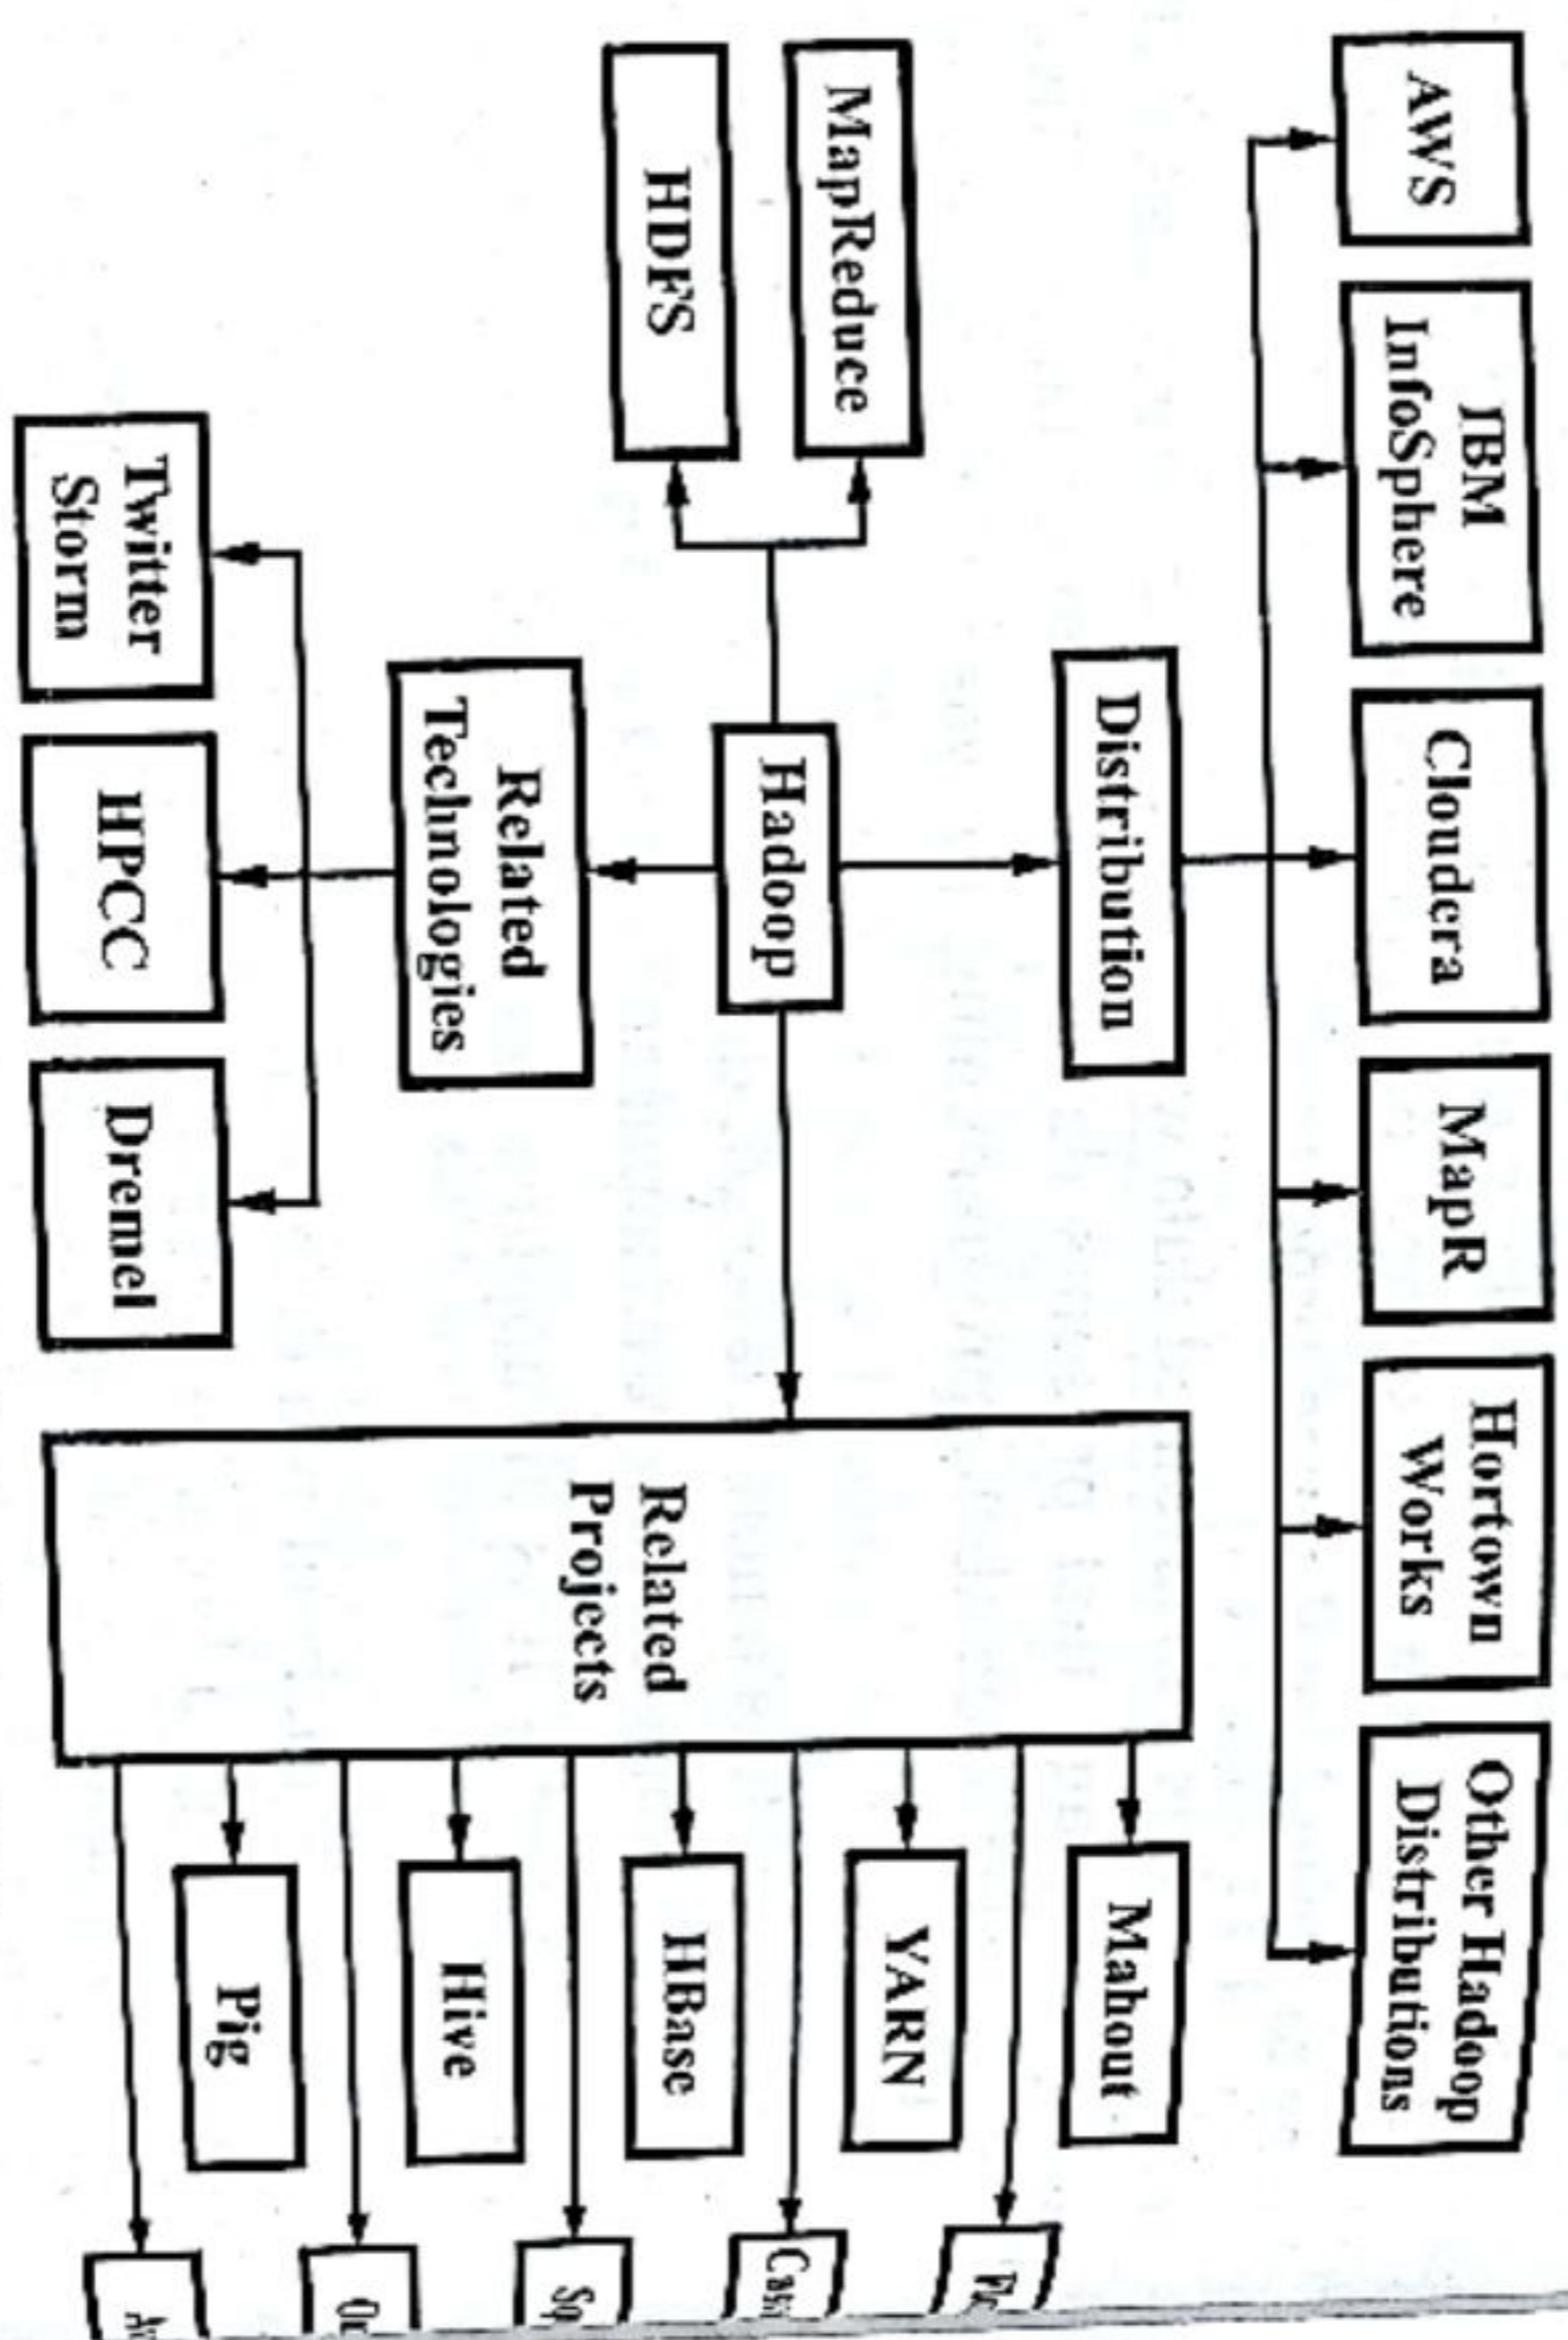 AWS
IBM
InfoSphere
Cloudera
MapR
Hortown
Works
Other Hadoop
Distributions
Distribution
MapReduce
HDFS
Hadoop
Related
Technologies
Twitter
Storm
HPCC
Dremel
Related
Projects
Mahout
YARN
HBase
Hive
Pig